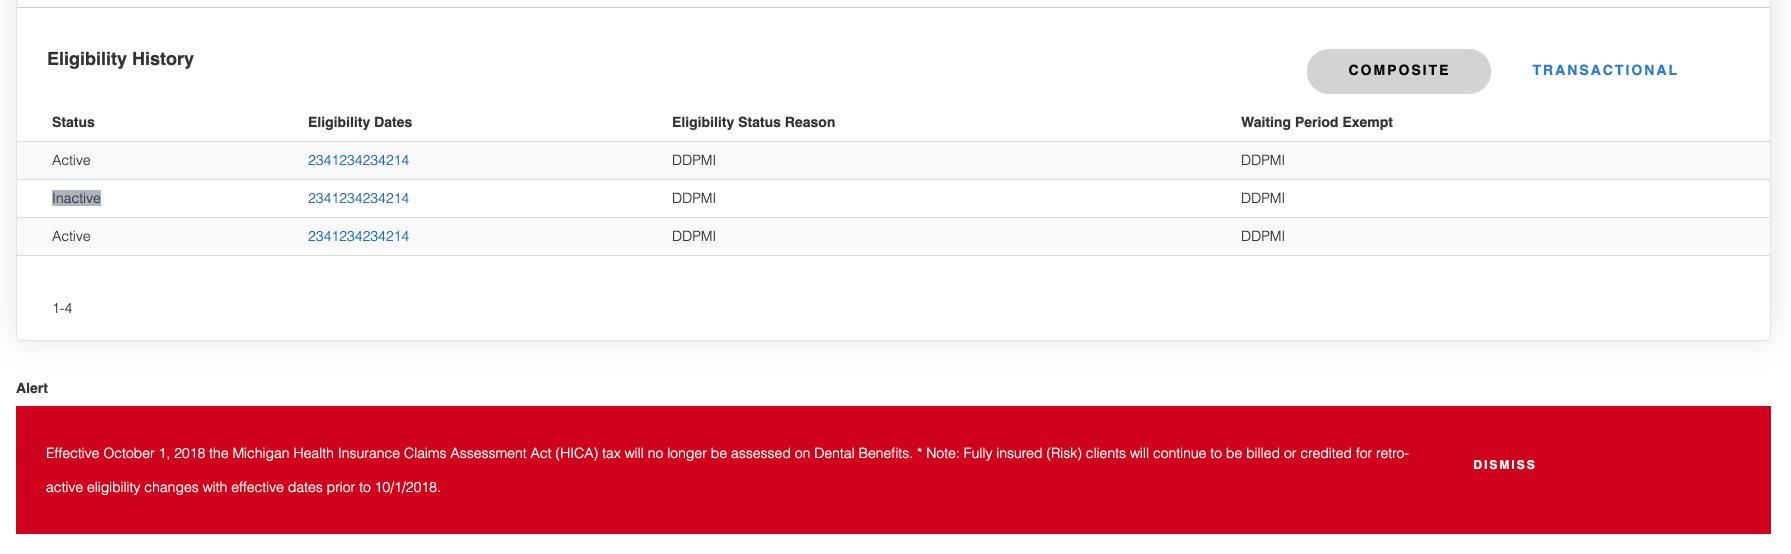 Eligibility History
COMPOSITE
TRANSACTIONAL
Status Eligibility Dates Eligibility Status Reason Waiting Period Exempt
Active 2341234234214 DDPMI DDPMI
Inactive 2341234234214 DDPMI DDPMI
Active 2341234234214 DDPMI DDPMI
1-4
Alert
Effective October 1, 2018 the Michigan Health Insurance Claims Assessment Act (HICA) tax will no longer be assessed on Dental Benefits. * Note: Fully insured (Risk) clients will continue to be billed or credited for retro-
active eligibility changes with effective dates prior to 10/1/2018.
DISMISS